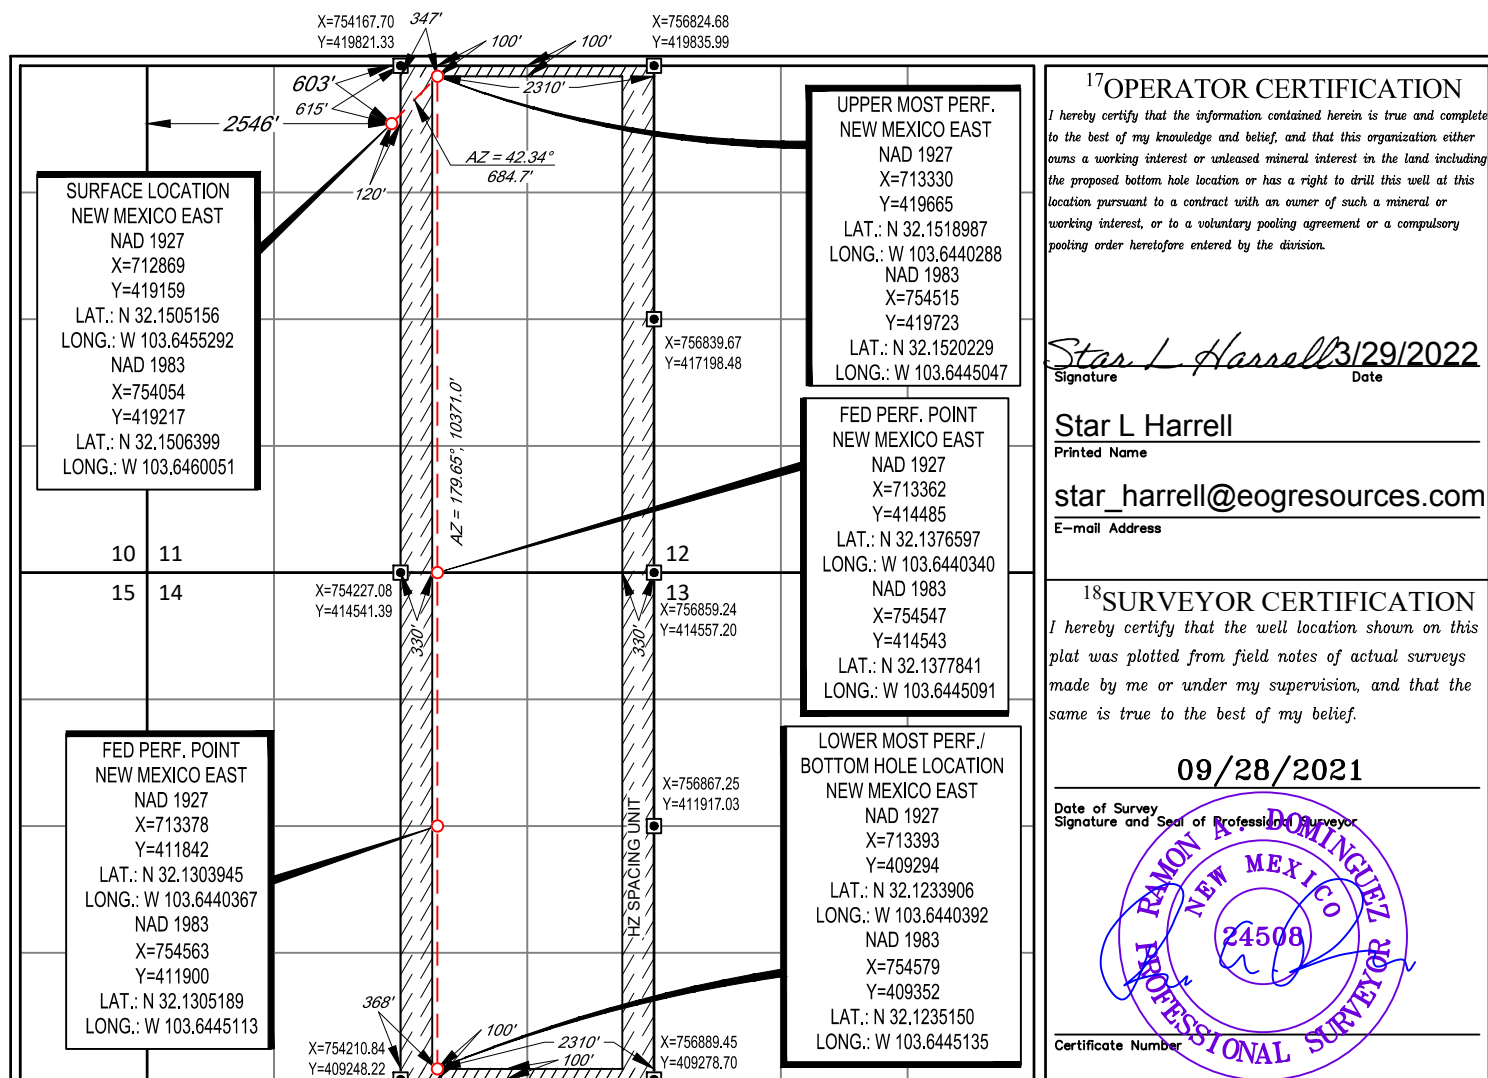 X=754167.70
Y=419821.33
347'
100'
100'
X=756824.68
Y=419835.99
603'
615'
2546'
2310'
120'
AZ = 42.34°
684.7'
SURFACE LOCATION
NEW MEXICO EAST
NAD 1927
X=712869
Y=419159
LAT.: N 32.1505156
LONG.: W 103.6455292
NAD 1983
X=754054
Y=419217
LAT.: N 32.1506399
LONG.: W 103.6460051
UPPER MOST PERF.
NEW MEXICO EAST
NAD 1927
X=713330
Y=419665
LAT.: N 32.1518987
LONG.: W 103.6440288
NAD 1983
X=754515
Y=419723
LAT.: N 32.1520229
LONG.: W 103.6445047
X=756839.67
Y=417198.48
AZ = 179.65°, 10371.0'
FED PERF. POINT
NEW MEXICO EAST
NAD 1927
X=713362
Y=414485
LAT.: N 32.1376597
LONG.: W 103.6440340
NAD 1983
X=754547
Y=414543
LAT.: N 32.1377841
LONG.: W 103.6445091
10 11
15 14
12
13
X=754227.08
Y=414541.39
330'
330'
X=756859.24
Y=414557.20
FED PERF. POINT
NEW MEXICO EAST
NAD 1927
X=713378
Y=411842
LAT.: N 32.1303945
LONG.: W 103.6440367
NAD 1983
X=754563
Y=411900
LAT.: N 32.1305189
LONG.: W 103.6445113
X=756867.25
Y=411917.03
HZ SPACING UNIT
LOWER MOST PERF./
BOTTOM HOLE LOCATION
NEW MEXICO EAST
NAD 1927
X=713393
Y=409294
LAT.: N 32.1233906
LONG.: W 103.6440392
NAD 1983
X=754579
Y=409352
LAT.: N 32.1235150
LONG.: W 103.6445135
368'
100'
2310'
100'
X=754210.84
Y=409248.22
X=756889.45
Y=409278.70
17 OPERATOR CERTIFICATION
I hereby certify that the information contained herein is true and complete
to the best of my knowledge and belief, and that this organization either
owns a working interest or unleased mineral interest in the land including
the proposed bottom hole location or has a right to drill this well at this
location pursuant to a contract with an owner of such a mineral or
working interest, or to a voluntary pooling agreement or a compulsory
pooling order heretofore entered by the division.
Star L Harrell 3/29/2022
Signature Date
Star L Harrell
Printed Name
star_harrell@eogresources.com
E-mail Address
18 SURVEYOR CERTIFICATION
I hereby certify that the well location shown on this
plat was plotted from field notes of actual surveys
made by me or under my supervision, and that the
same is true to the best of my belief.
09/28/2021
Date of Survey
Signature and Seal of Professional Surveyor
RAMON A. DOMINGUEZ
NEW MEXICO
24508
PROFESSIONAL SURVEYOR
Certificate Number